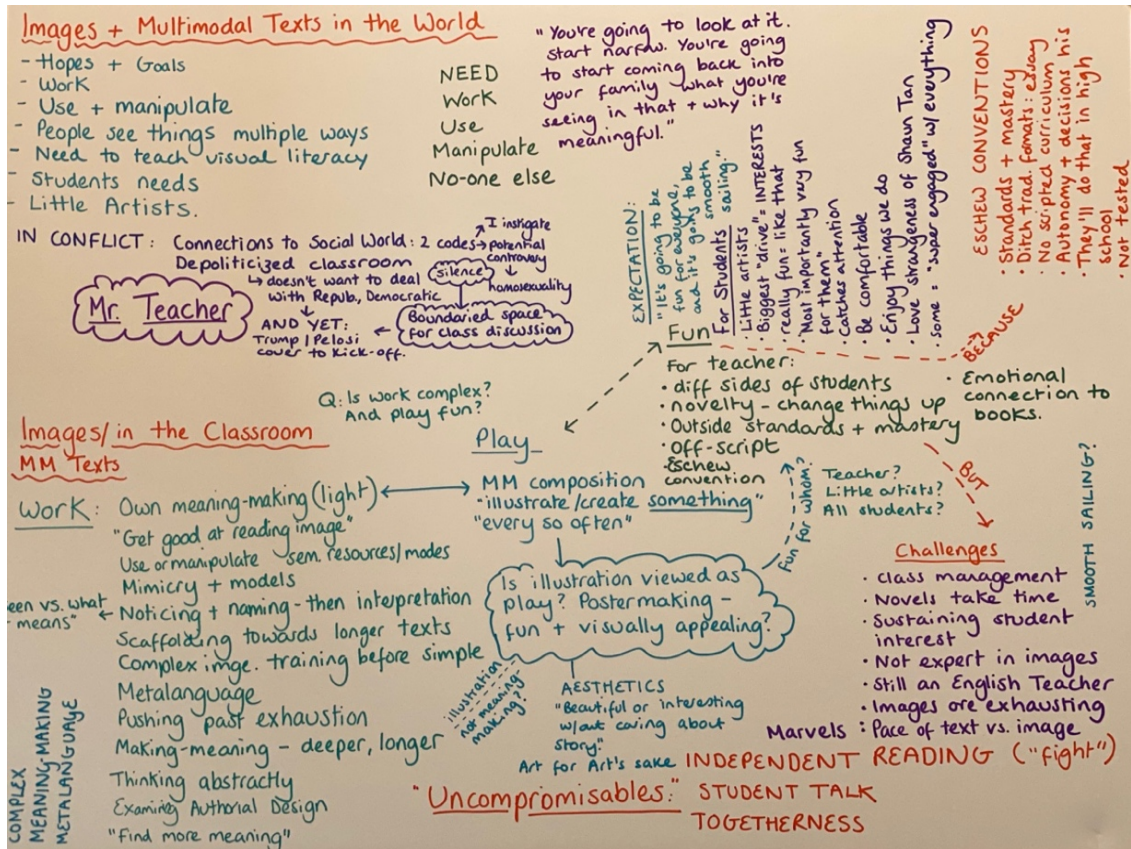 Images + Multimodal Texts in the World
- Hopes + Goals
- Work
- Use + manipulate
- People see things multiple ways
- Need to teach visual literacy
- Students needs
- Little Artists.
NEED
Work
Use
Manipulate
No-one else
"You're going to look at it.
start narrow. You're going
to start coming back into
your family what you're
seeing in that + why it's
meaningful."
EXPECTATION:
"It's going to be
fun for everyone,
and it's going to be
smooth
sailing."
For Students
• Little artists
• Biggest "drive" = INTERESTS
• really fun = like that
• "Most importantly very fun
for them"
• catches attention
• Be comfortable
• Enjoy things we do
• Love strangeness of Shaun Tan
• some = "super engaged" w/ everything
ESCHEW CONVENTIONS
• Standards + mastery
• Ditch trad. formats: essay
• No scripted curriculum
• Autonomy + decisions his
• They'll do that in high
school
• Not tested
BECAUSE
IN CONFLICT: Connections to Social World: 2 codes → I instigate
potential
controversy
homosexuality
Depoliticized classroom
↳ doesn't want to deal
with Repub, Democratic
silence
Boundaried space
for class discussion
Mr. Teacher
AND YET:
Trump / Pelosi
cover to Kick-off.
Fun
For teacher:
• diff sides of students
• novelty - change things up
• Outside standards + mastery
• Off-script
• Eschew
convention
• Emotional
connection to
books.
Q: Is work complex?
And play fun?
Images/in the Classroom
MM Texts
Work: Own meaning-making (light)
"Get good at reading image"
Use or manipulate sem. resources/modes
Mimicry + models
Noticing + naming - then interpretation
een vs. what
means"
Scaffolding towards longer texts
Complex imge. training before simple
Metalanguage
Pushing past exhaustion
Making-meaning - deeper, longer
Thinking abstractly
Examining Authorial Design
"Find more meaning"
COMPLEX
MEANING-MAKING
METALANGUAGE
Play
MM composition
"illustrate/create something"
"every so often"
Is illustration viewed as
play? Postermaking -
fun + visually appealing?
illustration
not meaning-
making?
AESTHETICS
"Beautiful or interesting
w/out caring about
story."
Art for Art's sake
Fun for whom?
Teacher?
Little artists?
All students?
BUT
SMOOTH SAILING?
Challenges
• Class management
• Novels take time
• Sustaining student
interest
• Not expert in images
• Still an English Teacher
• Images are exhausting
Marvels : Pace of text vs. image
"Uncompromisables:" INDEPENDENT READING ("fight")
STUDENT TALK
TOGETHERNESS